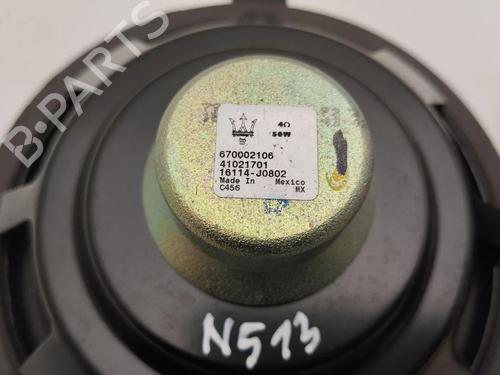 B-PARTS
4Ω
50W
670002106
41021701
16114-J0802
Made In Mexico
C456 MX
N513